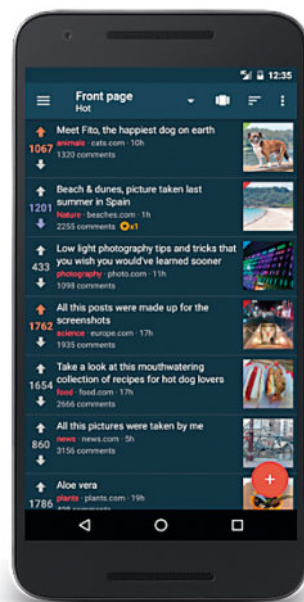 12:35
Front page
Hot
Meet Fito, the happiest dog on earth
1067
animals · cats.com · 10h
1320 comments
Beach & dunes, picture taken last
summer in Spain
1201
Nature · beaches.com · 1h
2255 comments x1
Low light photography tips and tricks that
you wish you would've learned sooner
433
photography · photo.com · 11h
1098 comments
All this posts were made up for the
screenshots
1762
science · europe.com · 17h
1935 comments
Take a look at this mouthwatering
collection of recipes for hot dog lovers
1654
food · food.com · 17h
2666 comments
All this pictures were taken by me
860
news · news.com · 5h
3156 comments
Aloe vera
1786
plants · plants.com · 19h
comments